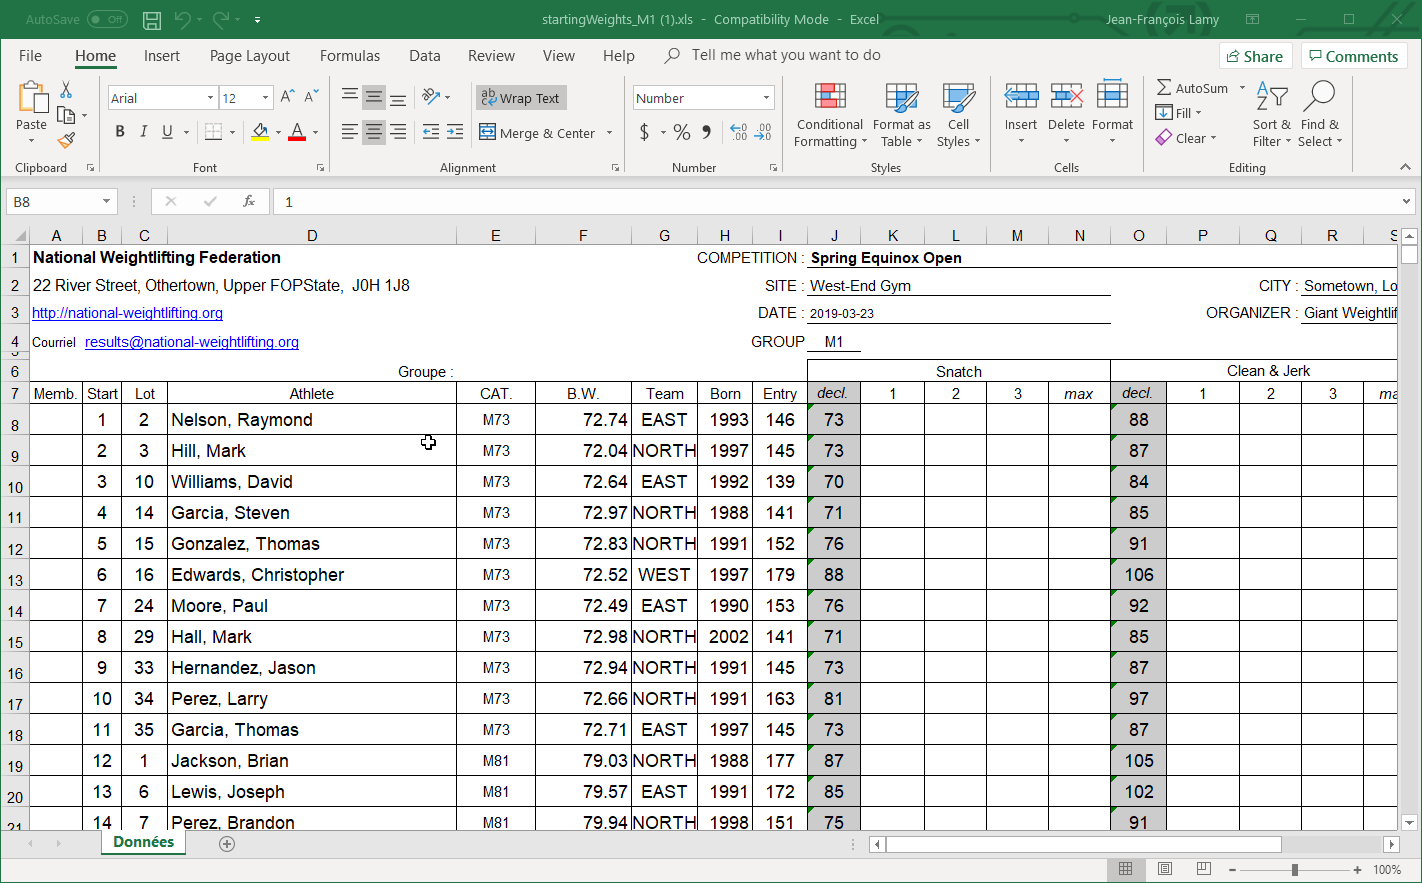 AutoSave Off startingWeights_M1 (1).xls - Compatibility Mode - Excel Jean-François Lamy
File Home Insert Page Layout Formulas Data Review View Help Tell me what you want to do Share Comments
Arial 12 ab Wrap Text Number AutoSum
Paste B I U A Merge & Center $ % Conditional Formatting Format as Table Cell Styles Insert Delete Format Fill Clear Sort & Filter Find & Select
Clipboard Font Alignment Number Styles Cells Editing
B8 fx 1
A B C D E F G H I J K L M N O P Q R S
1 National Weightlifting Federation COMPETITION : Spring Equinox Open
2 22 River Street, Othertown, Upper FOPState, J0H 1J8 SITE : West-End Gym CITY : Sometown, Lo
3 http://national-weightlifting.org DATE : 2019-03-23 ORGANIZER : Giant Weightlif
4 Courriel results@national-weightlifting.org GROUP M1
5
6 Groupe : Snatch Clean & Jerk
7 Memb. Start Lot Athlete CAT. B.W. Team Born Entry decl. 1 2 3 max decl. 1 2 3 ma
8 1 2 Nelson, Raymond M73 72.74 EAST 1993 146 73 88
9 2 3 Hill, Mark M73 72.04 NORTH 1997 145 73 87
10 3 10 Williams, David M73 72.64 EAST 1992 139 70 84
11 4 14 Garcia, Steven M73 72.97 NORTH 1988 141 71 85
12 5 15 Gonzalez, Thomas M73 72.83 NORTH 1991 152 76 91
13 6 16 Edwards, Christopher M73 72.52 WEST 1997 179 88 106
14 7 24 Moore, Paul M73 72.49 EAST 1990 153 76 92
15 8 29 Hall, Mark M73 72.98 NORTH 2002 141 71 85
16 9 33 Hernandez, Jason M73 72.94 NORTH 1991 145 73 87
17 10 34 Perez, Larry M73 72.66 NORTH 1991 163 81 97
18 11 35 Garcia, Thomas M73 72.71 EAST 1997 145 73 87
19 12 1 Jackson, Brian M81 79.03 NORTH 1988 177 87 105
20 13 6 Lewis, Joseph M81 79.57 EAST 1991 172 85 102
21 14 7 Perez, Brandon M81 79.94 NORTH 1998 151 75 91
Données
100%